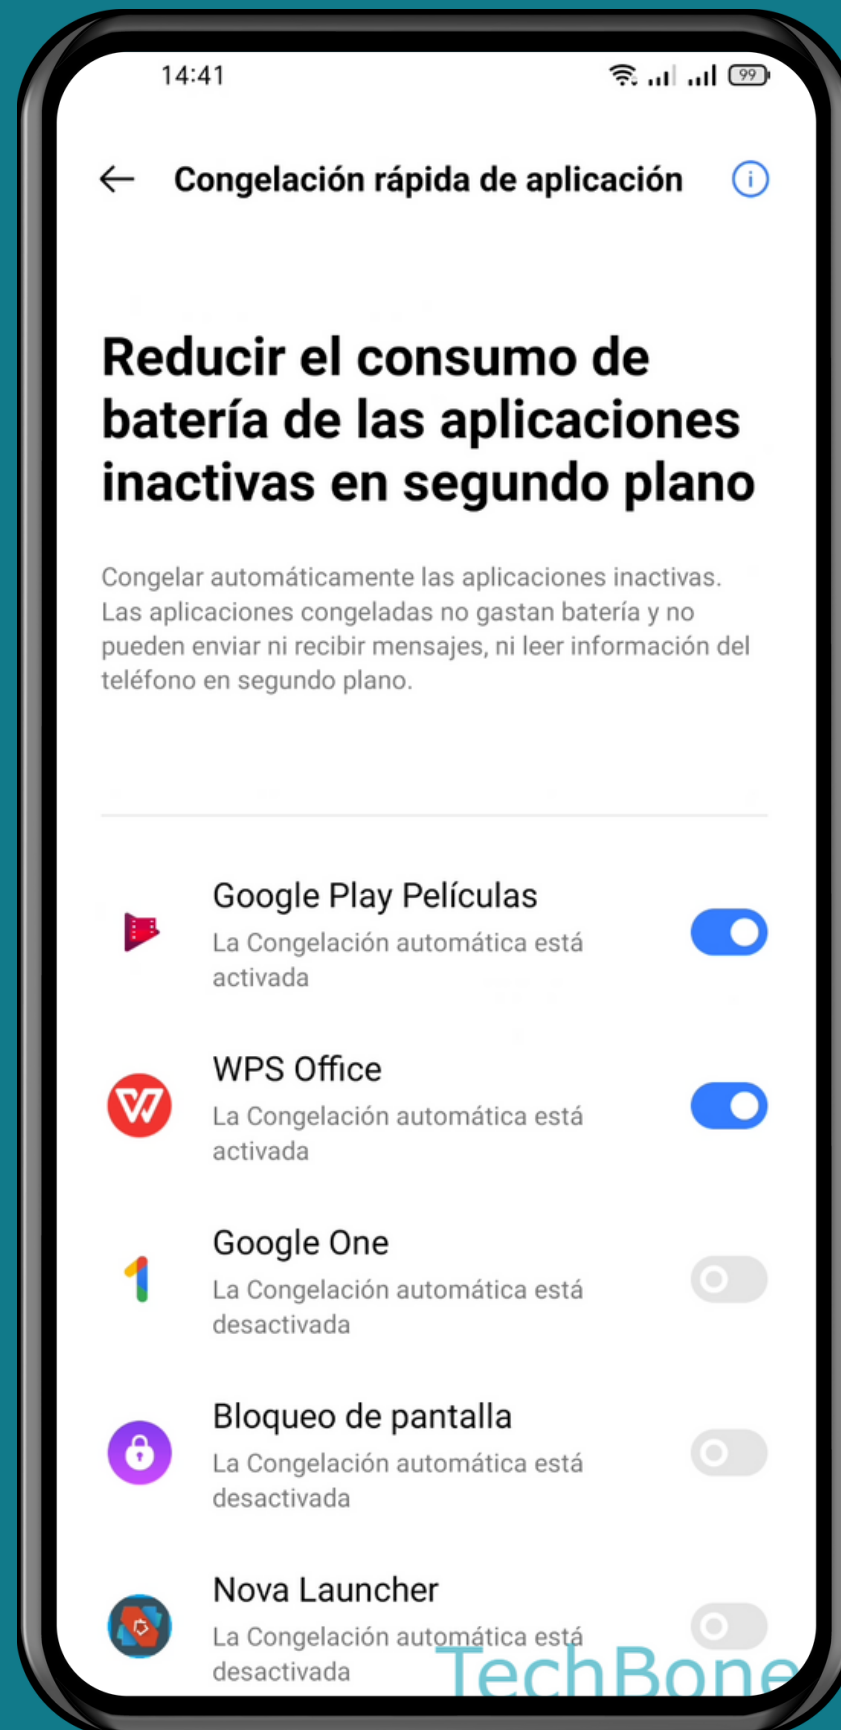 14:41
99
Congelación rápida de aplicación
Reducir el consumo de
batería de las aplicaciones
inactivas en segundo plano
Congelar automáticamente las aplicaciones inactivas.
Las aplicaciones congeladas no gastan batería y no
pueden enviar ni recibir mensajes, ni leer información del
teléfono en segundo plano.
Google Play Películas
La Congelación automática está
activada
WPS Office
La Congelación automática está
activada
Google One
La Congelación automática está
desactivada
Bloqueo de pantalla
La Congelación automática está
desactivada
Nova Launcher
La Congelación automática está
desactivada
TechBone